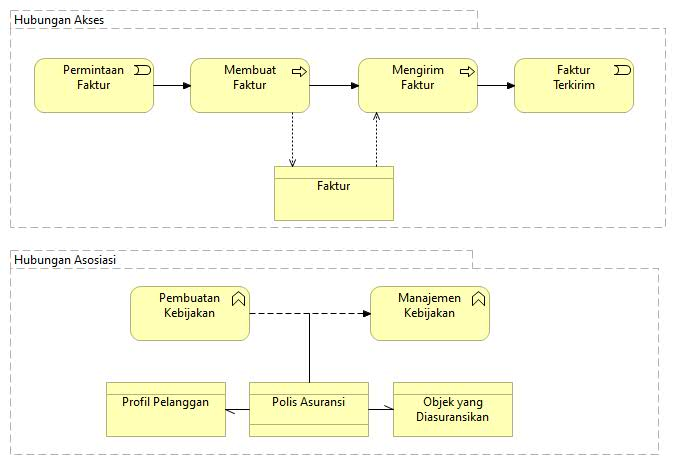 Hubungan Akses
Permintaan
Faktur
Membuat
Faktur
Mengirim
Faktur
Faktur
Terkirim
Faktur
Hubungan Asosiasi
Pembuatan
Kebijakan
Manajemen
Kebijakan
Profil Pelanggan
Polis Asuransi
Objek yang
Diasuransikan